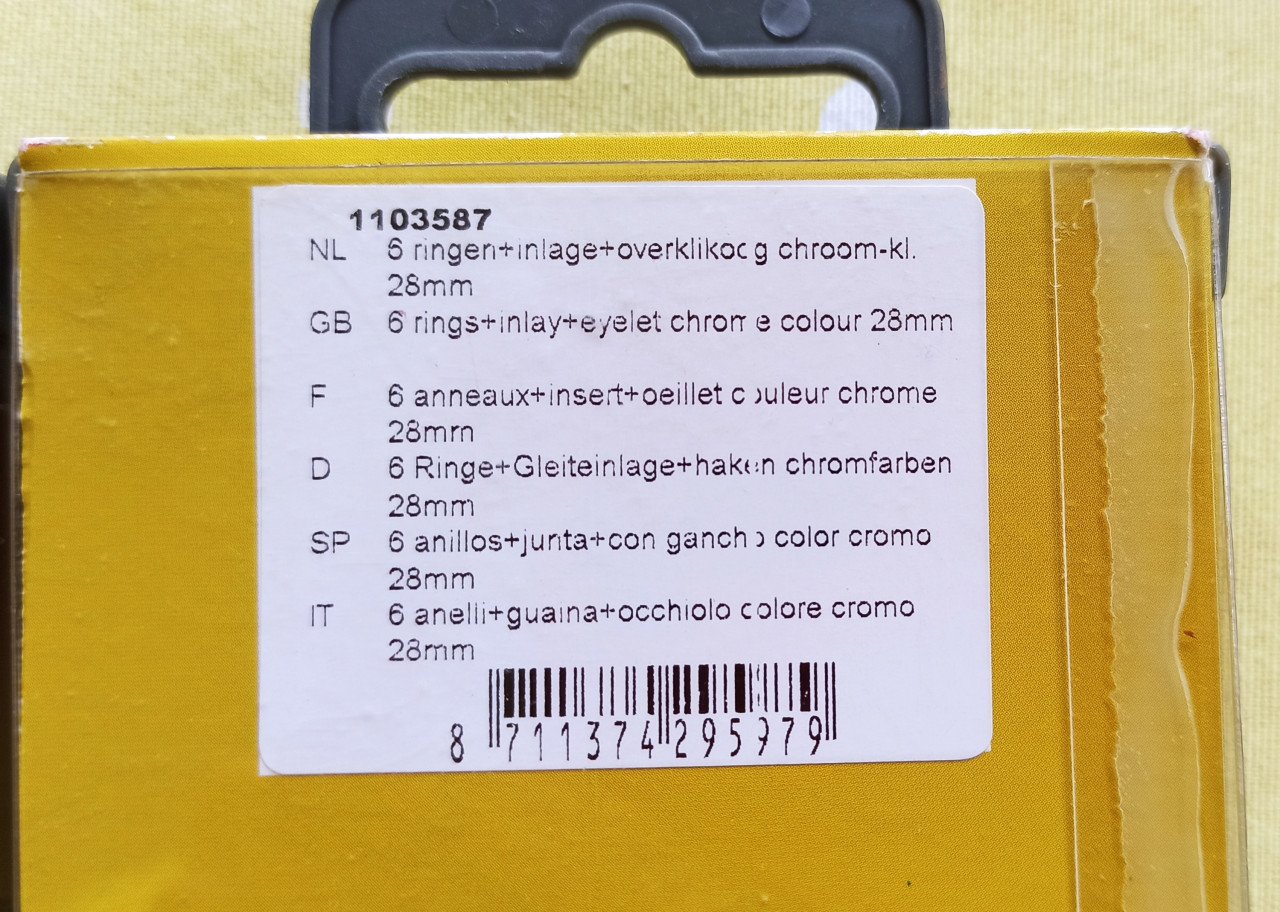 1103587
NL 6 ringen+inlage+overklikoog chroom-kl.
28mm
GB 6 rings+inlay+eyelet chrome colour 28mm
F 6 anneaux+insert+oeillet couleur chrome
28mm
D 6 Ringe+Gleiteinlage+haken chromfarben
28mm
SP 6 anillos+junta+con gancho color cromo
28mm
IT 6 anelli+guaina+occhiolo colore cromo
28mm
8 711374 295979